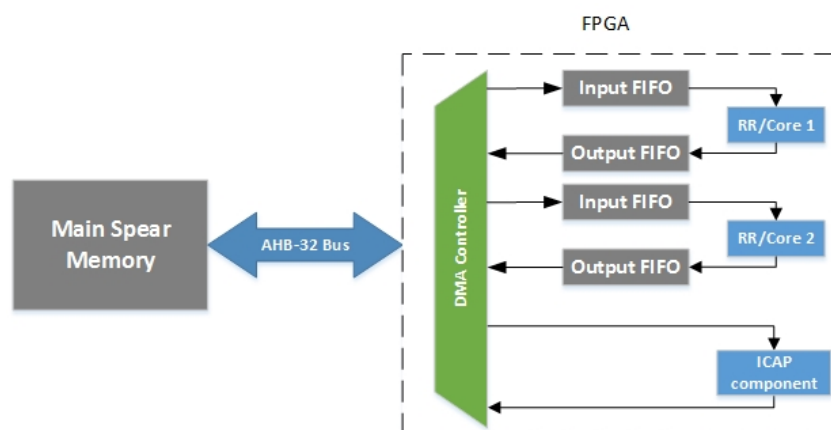 FPGA
Input FIFO
RR/Core 1
Output FIFO
Input FIFO
RR/Core 2
Output FIFO
Main Spear
Memory
AHB-32 Bus
DMA Controller
ICAP
component